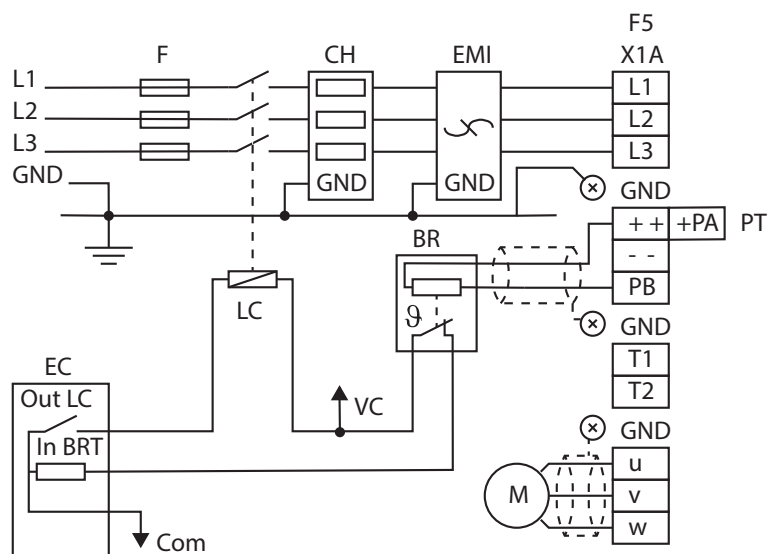 F5
F CH EMI X1A
L1 L1
L2 L2
L3 L3
GND GND GND GND
BR + + +PA PT
- -
PB
LC ϑ GND
T1
EC T2
Out LC VC
GND
In BRT u
M v
Com w